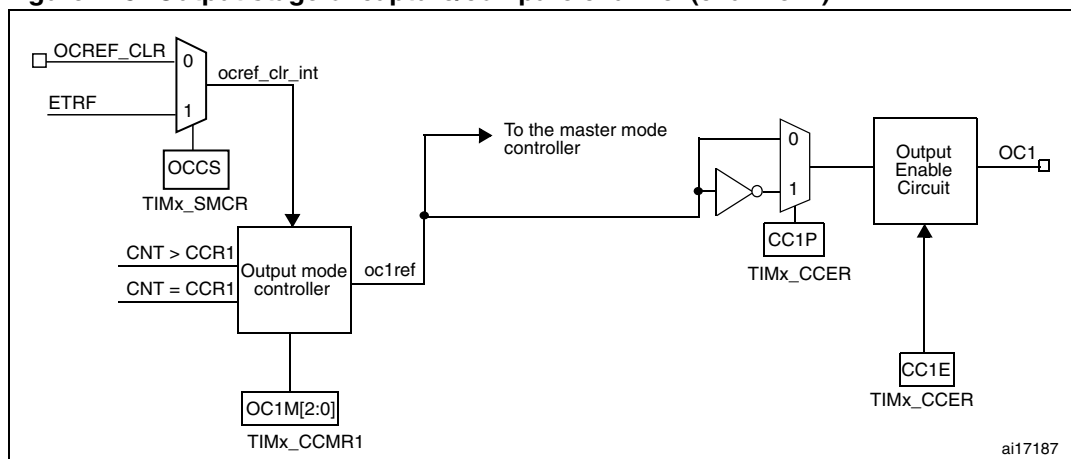 OCREF_CLR
0
ocref_clr_int
ETRF
1
OCCS
TIMx_SMCR
To the master mode
controller
0
1
Output
Enable
Circuit
OC1
CC1P
TIMx_CCER
CNT > CCR1
CNT = CCR1
Output mode
controller
oc1ref
CC1E
TIMx_CCER
OC1M[2:0]
TIMx_CCMR1
ai17187